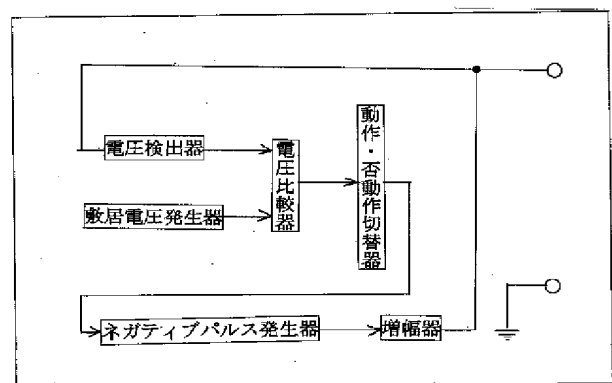 電圧検出器
電圧比較器
動作・否動作切替器
敷居電圧発生器
ネガティブパルス発生器
増幅器